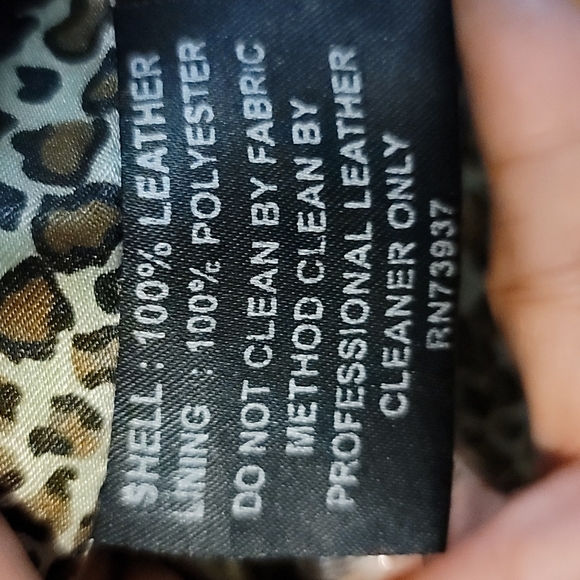 SHELL : 100% LEATHER
LINING : 100% POLYESTER
DO NOT CLEAN BY FABRIC
METHOD CLEAN BY
PROFESSIONAL LEATHER
CLEANER ONLY
RN73937